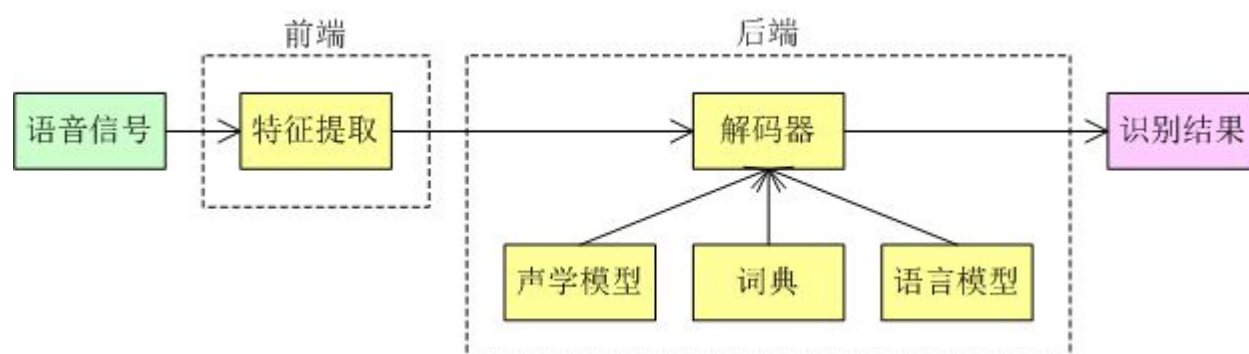 前端
后端
语音信号
特征提取
解码器
识别结果
声学模型
词典
语言模型